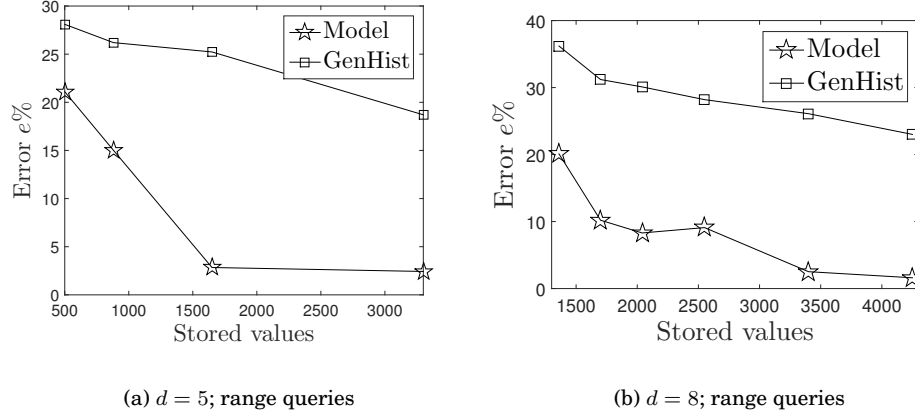 30
25
20
15
10
5
0
Error e%
Model
GenHist
500 1000 1500 2000 2500 3000
Stored values
(a) d = 5; range queries
40
30
20
10
0
Error e%
Model
GenHist
1500 2000 2500 3000 3500 4000
Stored values
(b) d = 8; range queries